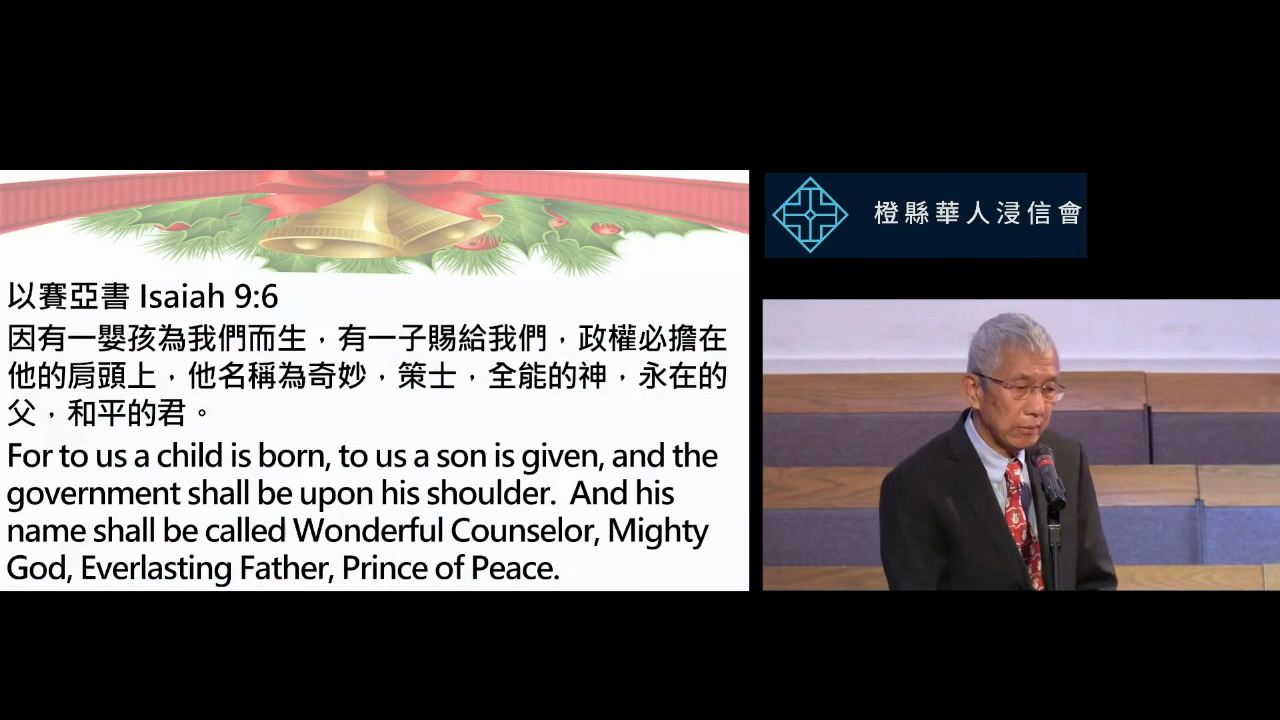 以賽亞書 Isaiah 9:6
因有一嬰孩為我們而生，有一子賜給我們，政權必擔在
他的肩頭上，他名稱為奇妙，策士，全能的神，永在的
父，和平的君。
For to us a child is born, to us a son is given, and the
government shall be upon his shoulder.  And his
name shall be called Wonderful Counselor, Mighty
God, Everlasting Father, Prince of Peace.
橙縣華人浸信會